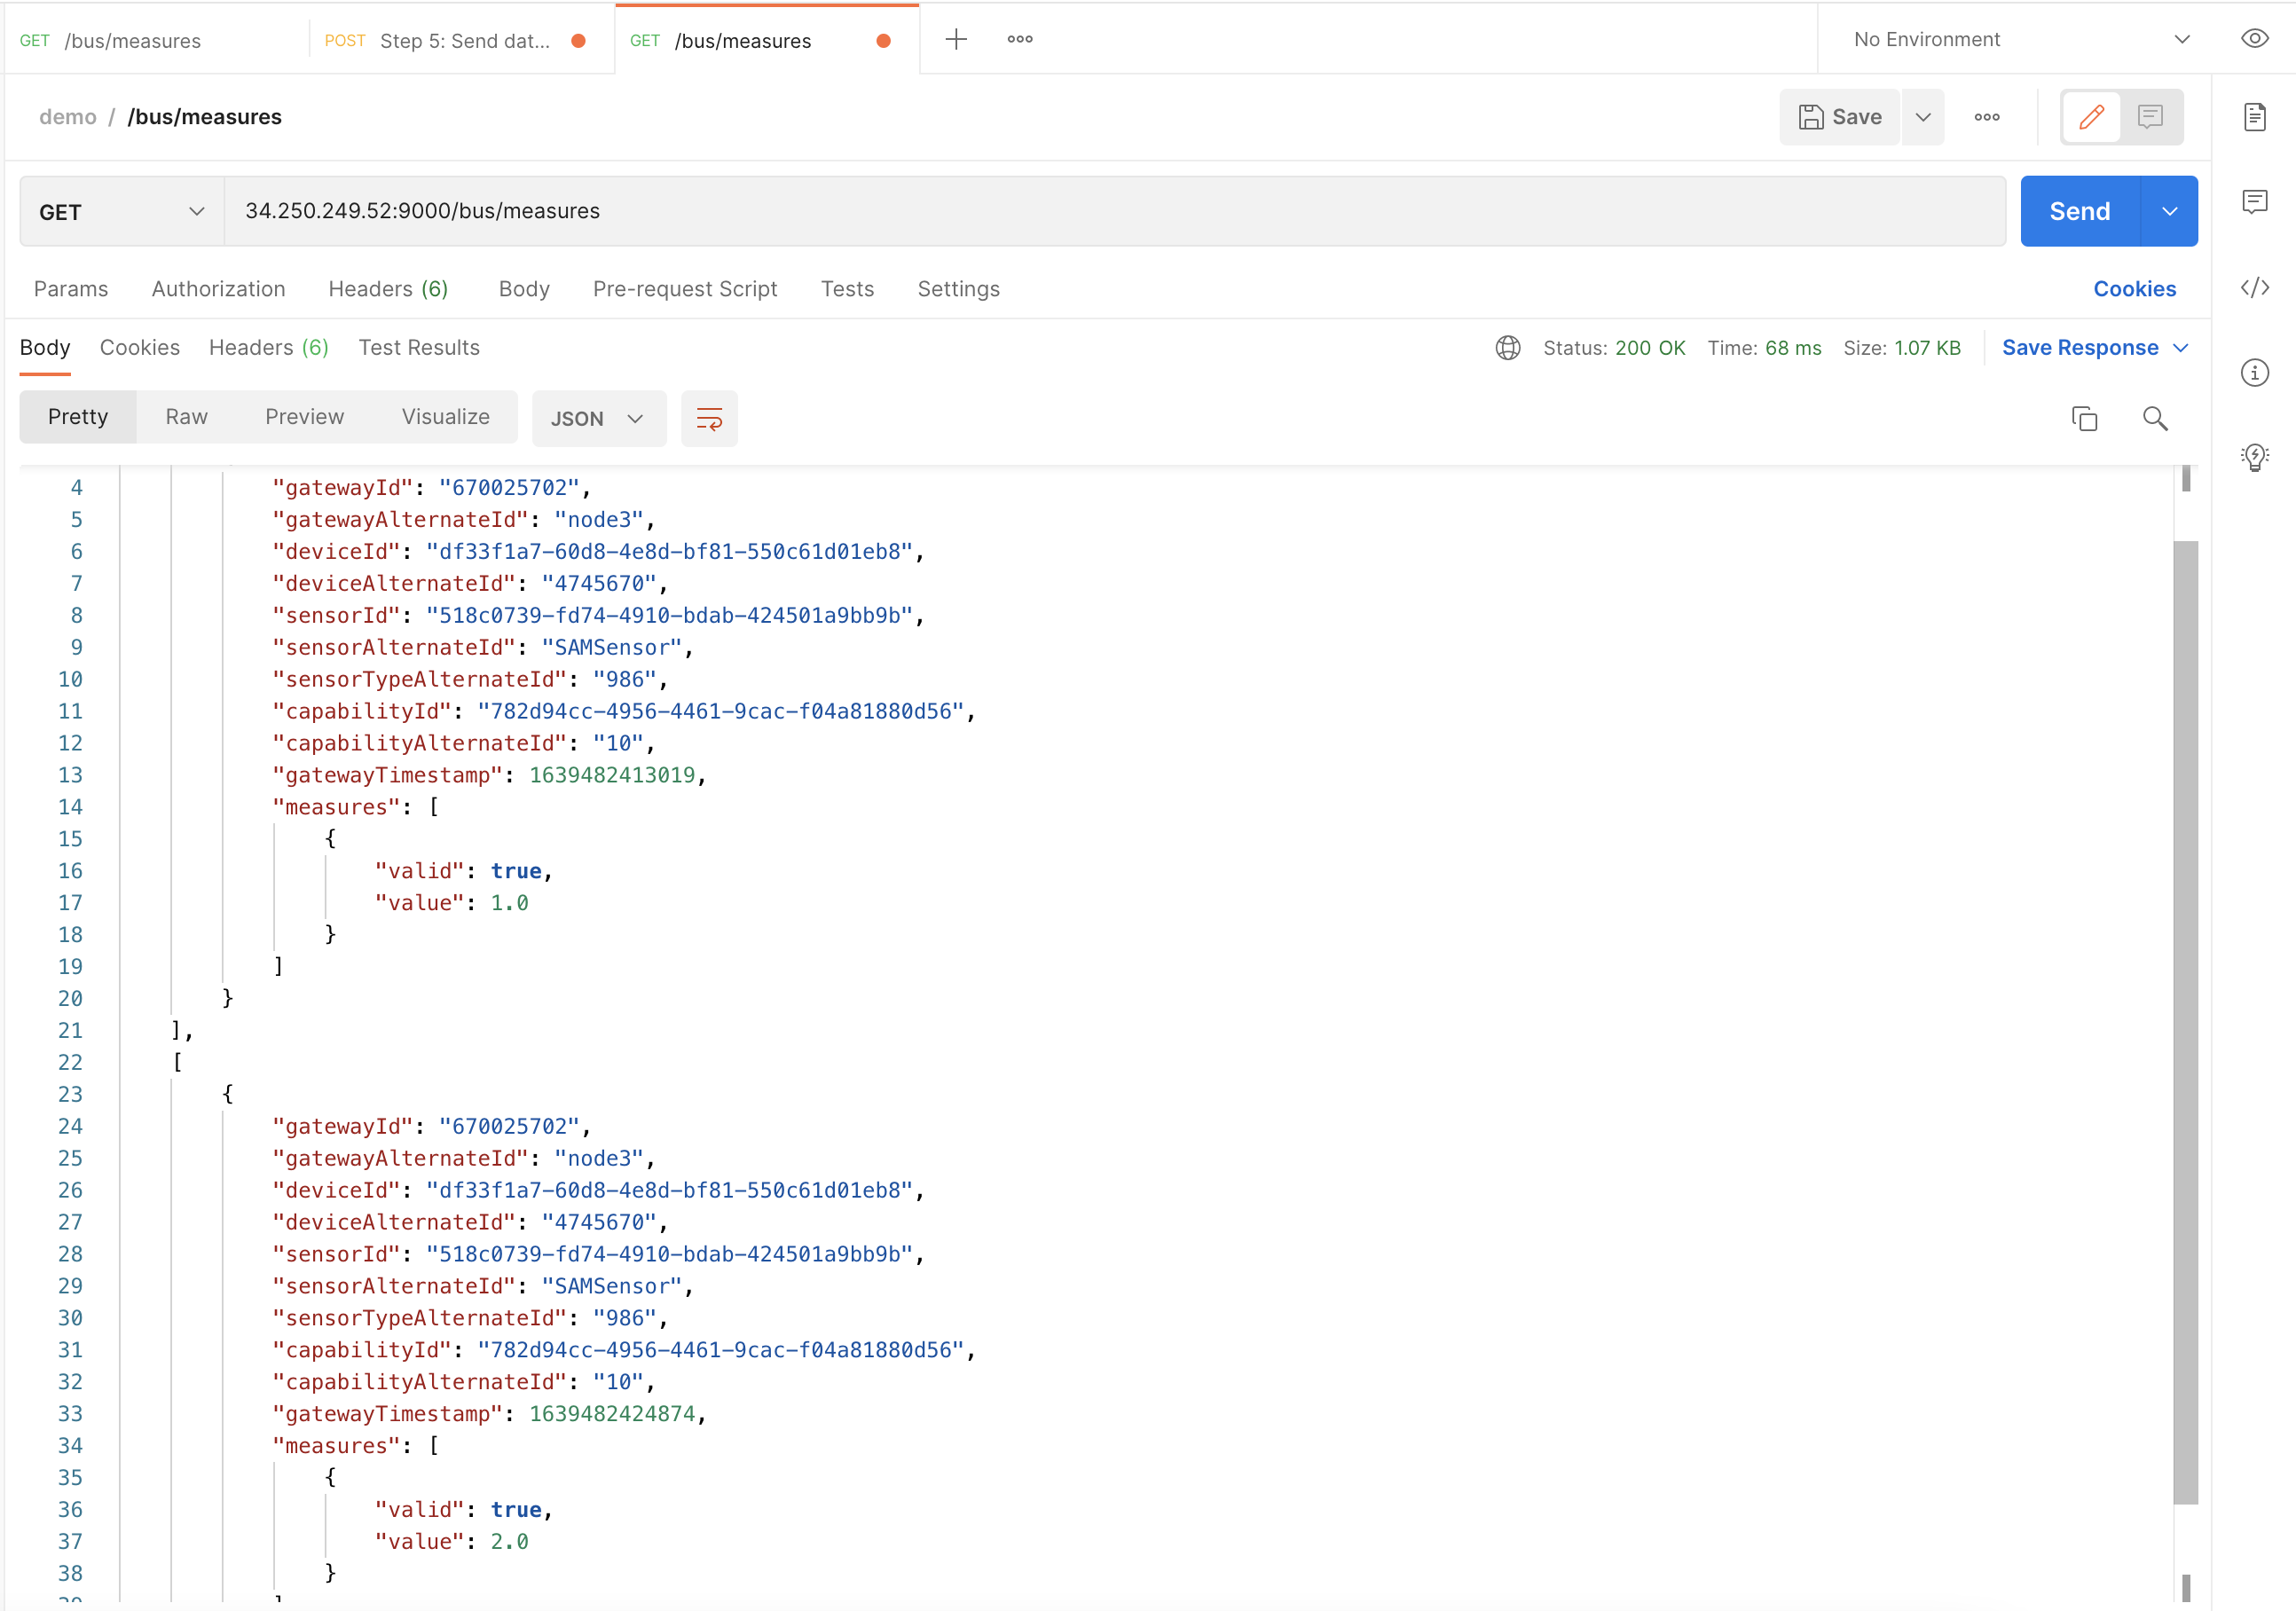 GET /bus/measures POST Step 5: Send dat... GET /bus/measures No Environment
demo / /bus/measures Save
GET 34.250.249.52:9000/bus/measures Send
Params Authorization Headers (6) Body Pre-request Script Tests Settings Cookies
Body Cookies Headers (6) Test Results Status: 200 OK Time: 68 ms Size: 1.07 KB Save Response
Pretty Raw Preview Visualize JSON
4 "gatewayId": "670025702",
5 "gatewayAlternateId": "node3",
6 "deviceId": "df33f1a7-60d8-4e8d-bf81-550c61d01eb8",
7 "deviceAlternateId": "4745670",
8 "sensorId": "518c0739-fd74-4910-bdab-424501a9bb9b",
9 "sensorAlternateId": "SAMSensor",
10 "sensorTypeAlternateId": "986",
11 "capabilityId": "782d94cc-4956-4461-9cac-f04a81880d56",
12 "capabilityAlternateId": "10",
13 "gatewayTimestamp": 1639482413019,
14 "measures": [
15 {
16 "valid": true,
17 "value": 1.0
18 }
19 ]
20 }
21 ],
22 [
23 {
24 "gatewayId": "670025702",
25 "gatewayAlternateId": "node3",
26 "deviceId": "df33f1a7-60d8-4e8d-bf81-550c61d01eb8",
27 "deviceAlternateId": "4745670",
28 "sensorId": "518c0739-fd74-4910-bdab-424501a9bb9b",
29 "sensorAlternateId": "SAMSensor",
30 "sensorTypeAlternateId": "986",
31 "capabilityId": "782d94cc-4956-4461-9cac-f04a81880d56",
32 "capabilityAlternateId": "10",
33 "gatewayTimestamp": 1639482424874,
34 "measures": [
35 {
36 "valid": true,
37 "value": 2.0
38 }